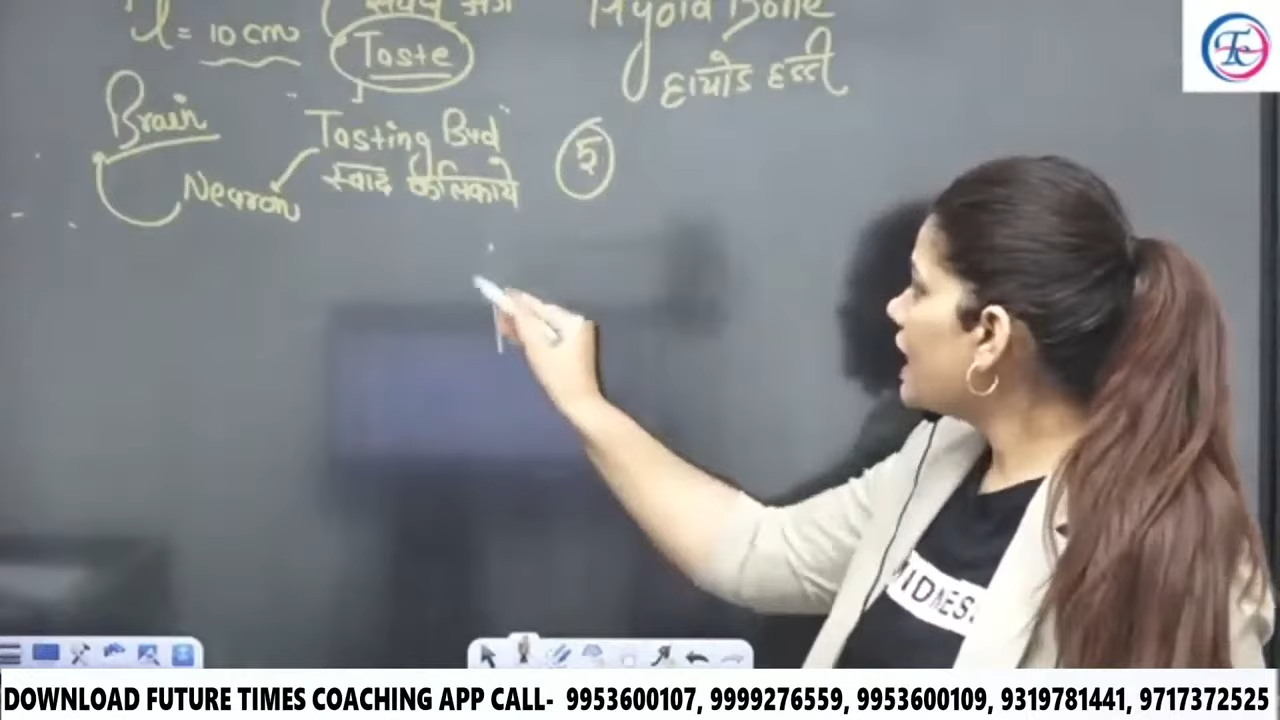 l = 10 cm
Taste
Hyoid Bone
हायोड हड्डी
Brain
Tasting Bud
स्वाद कलिकाये
Neuron
5
MIDNES
DOWNLOAD FUTURE TIMES COACHING APP CALL- 9953600107, 9999276559, 9953600109, 9319781441, 9717372525